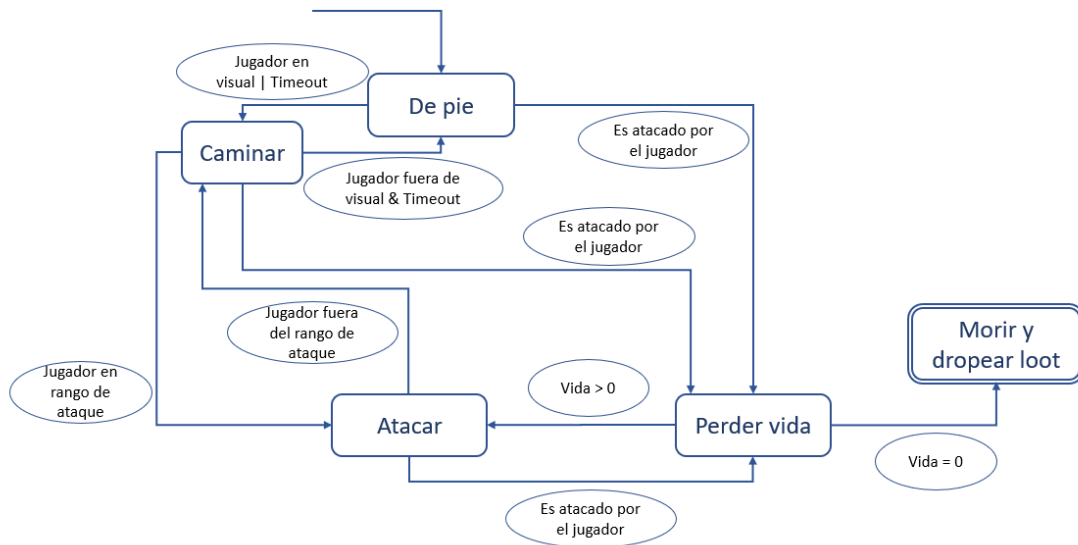 Jugador en
visual | Timeout
De pie
Es atacado por
el jugador
Caminar
Jugador fuera de
visual & Timeout
Es atacado por
el jugador
Jugador fuera
del rango de
ataque
Morir y
dropear loot
Jugador en
rango de
ataque
Vida > 0
Atacar
Perder vida
Vida = 0
Es atacado por
el jugador